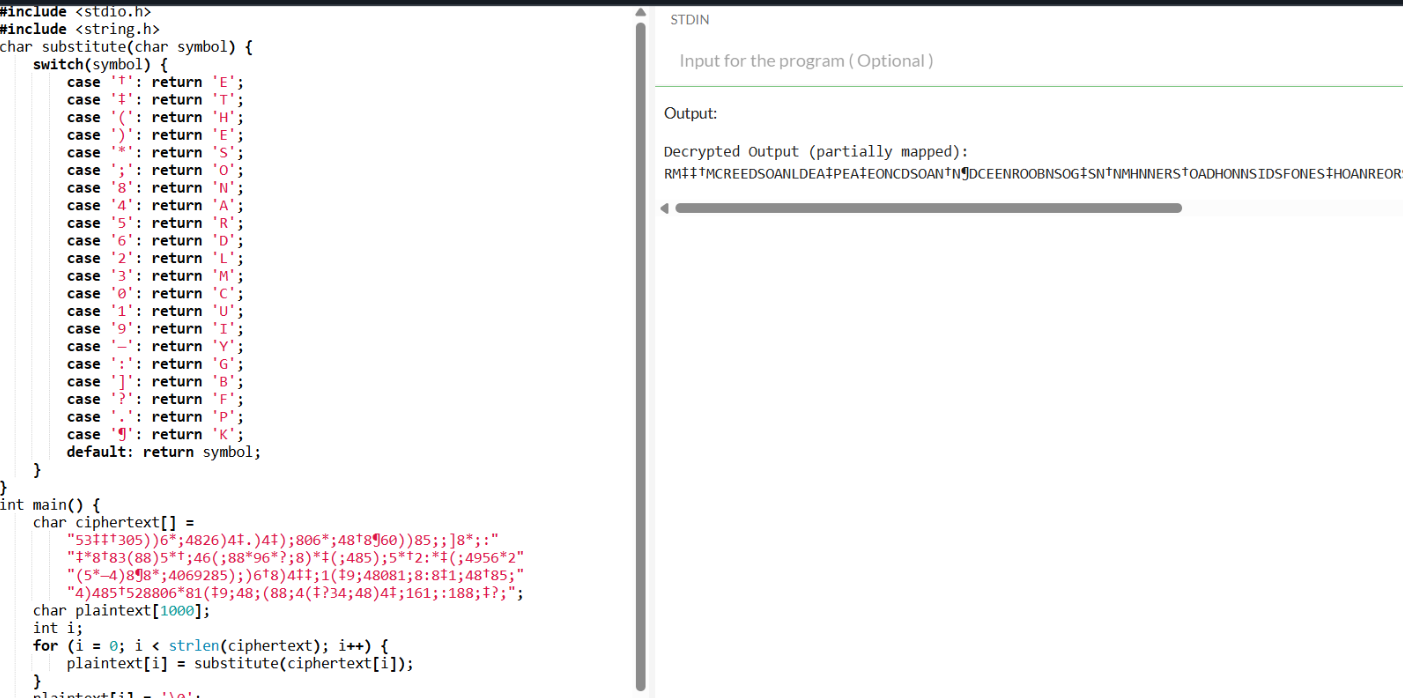 #include <stdio.h>
#include <string.h>
char substitute(char symbol) {
switch(symbol) {
case '†': return 'E';
case '‡': return 'T';
case '(': return 'H';
case ')': return 'E';
case '*': return 'S';
case ';': return 'O';
case '8': return 'N';
case '4': return 'A';
case '5': return 'R';
case '6': return 'D';
case '2': return 'L';
case '3': return 'M';
case '0': return 'C';
case '1': return 'U';
case '9': return 'I';
case '—': return 'Y';
case ':': return 'G';
case ']': return 'B';
case '?': return 'F';
case '.': return 'P';
case '¶': return 'K';
default: return symbol;
}
}
int main() {
char ciphertext[] =
"53‡‡†305))6*;4826)4‡.)4‡);806*;48†8¶60))85;;]8*;:"
"‡*8†83(88)5*†;46(;88*96*?;8)*‡(;485);5*†2:*‡(;4956*2"
"(5*—4)8¶8*;4069285);)6†8)4‡‡;1(‡9;48081;8:8‡1;48†85;"
"4)485†528806*81(‡9;48;(88;4(‡?34;48)4‡;161;:188;‡?;";
char plaintext[1000];
int i;
for (i = 0; i < strlen(ciphertext); i++) {
plaintext[i] = substitute(ciphertext[i]);
}
plaintext[i] = '\0';
STDIN
Input for the program ( Optional )
Output:
Decrypted Output (partially mapped):
RM‡‡†MCREEDSOANLDEA‡PEA‡EONCDSOAN†N¶DCEENROOBNSOG‡SN†NMHNNERS†OADHONNSIDSFONES‡HOANREOR